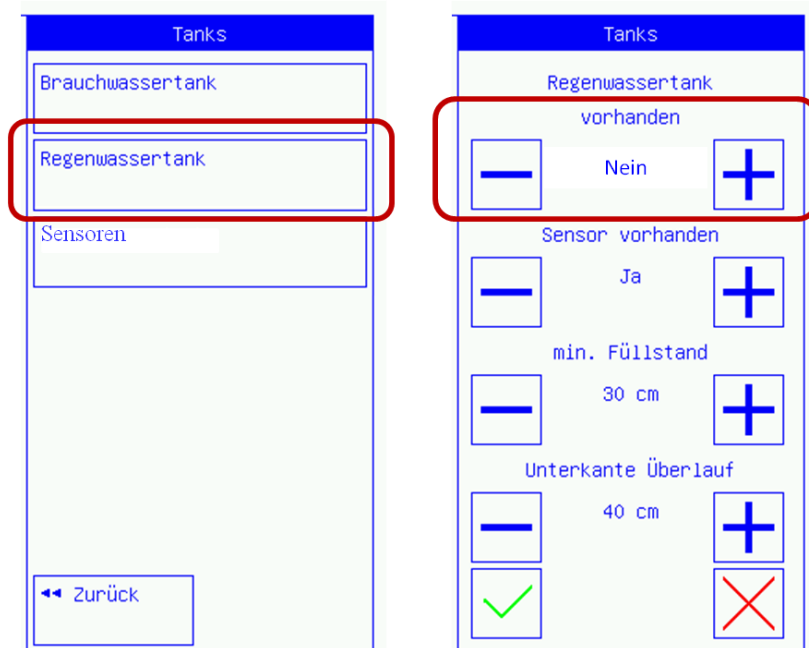 Tanks
Brauchwassertank
Regenwassertank
Sensoren
◄◄ Zurück
Tanks
Regenwassertank
vorhanden
Nein
Sensor vorhanden
Ja
min. Füllstand
30 cm
Unterkante Überlauf
40 cm